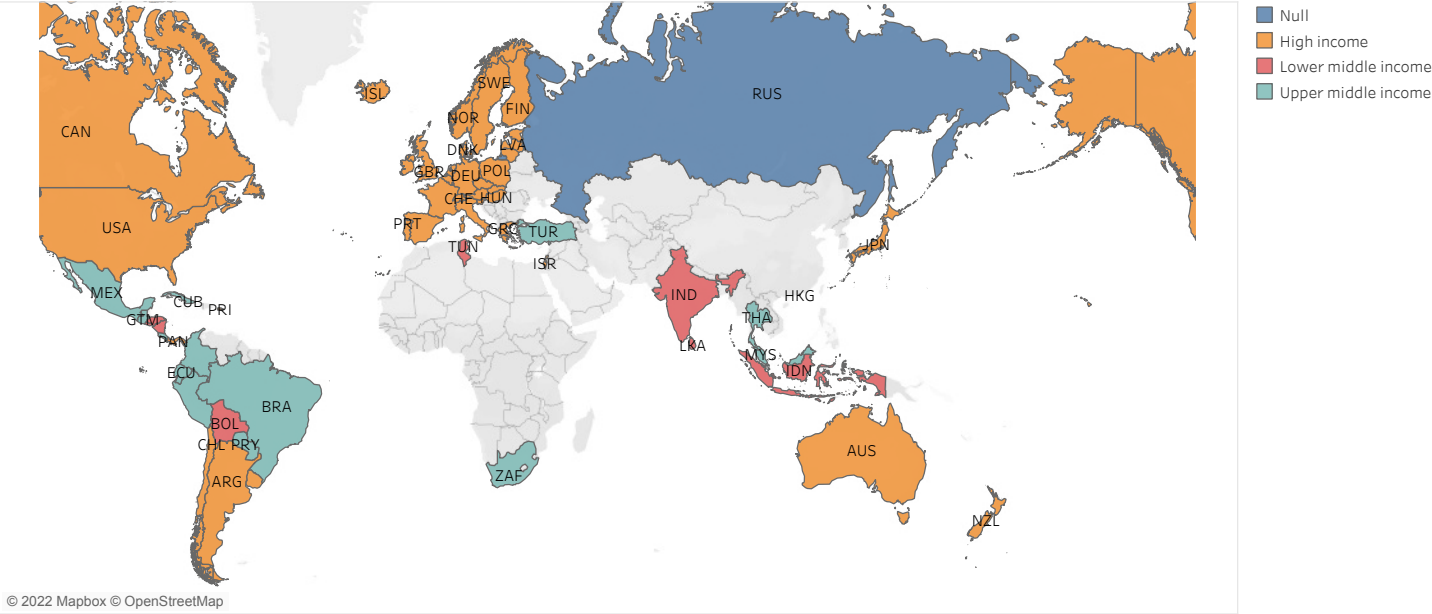 Null
High income
Lower middle income
Upper middle income
RUS
SWE
ISL
FIN
NOR
CAN
LVA
DNK
GBR
DEU
POL
CHE
HUN
PRT
GRC
TUR
USA
TUN
JPN
ISR
MEX
CUB
PRI
IND
HKG
GTM
THA
PAN
LKA
MYS
ECU
IDN
BRA
BOL
CHL
PRY
AUS
ARG
ZAF
NZL
© 2022 Mapbox © OpenStreetMap